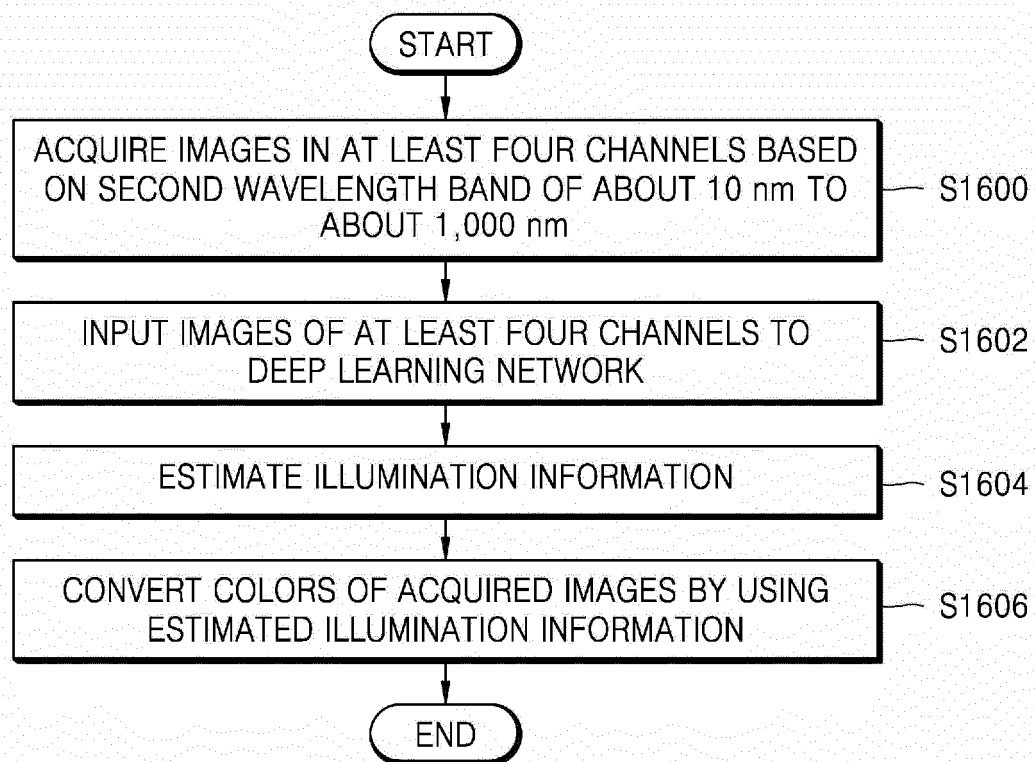 START
ACQUIRE IMAGES IN AT LEAST FOUR CHANNELS BASED
ON SECOND WAVELENGTH BAND OF ABOUT 10 nm TO
ABOUT 1,000 nm
S1600
INPUT IMAGES OF AT LEAST FOUR CHANNELS TO
DEEP LEARNING NETWORK
S1602
ESTIMATE ILLUMINATION INFORMATION
S1604
CONVERT COLORS OF ACQUIRED IMAGES BY USING
ESTIMATED ILLUMINATION INFORMATION
S1606
END